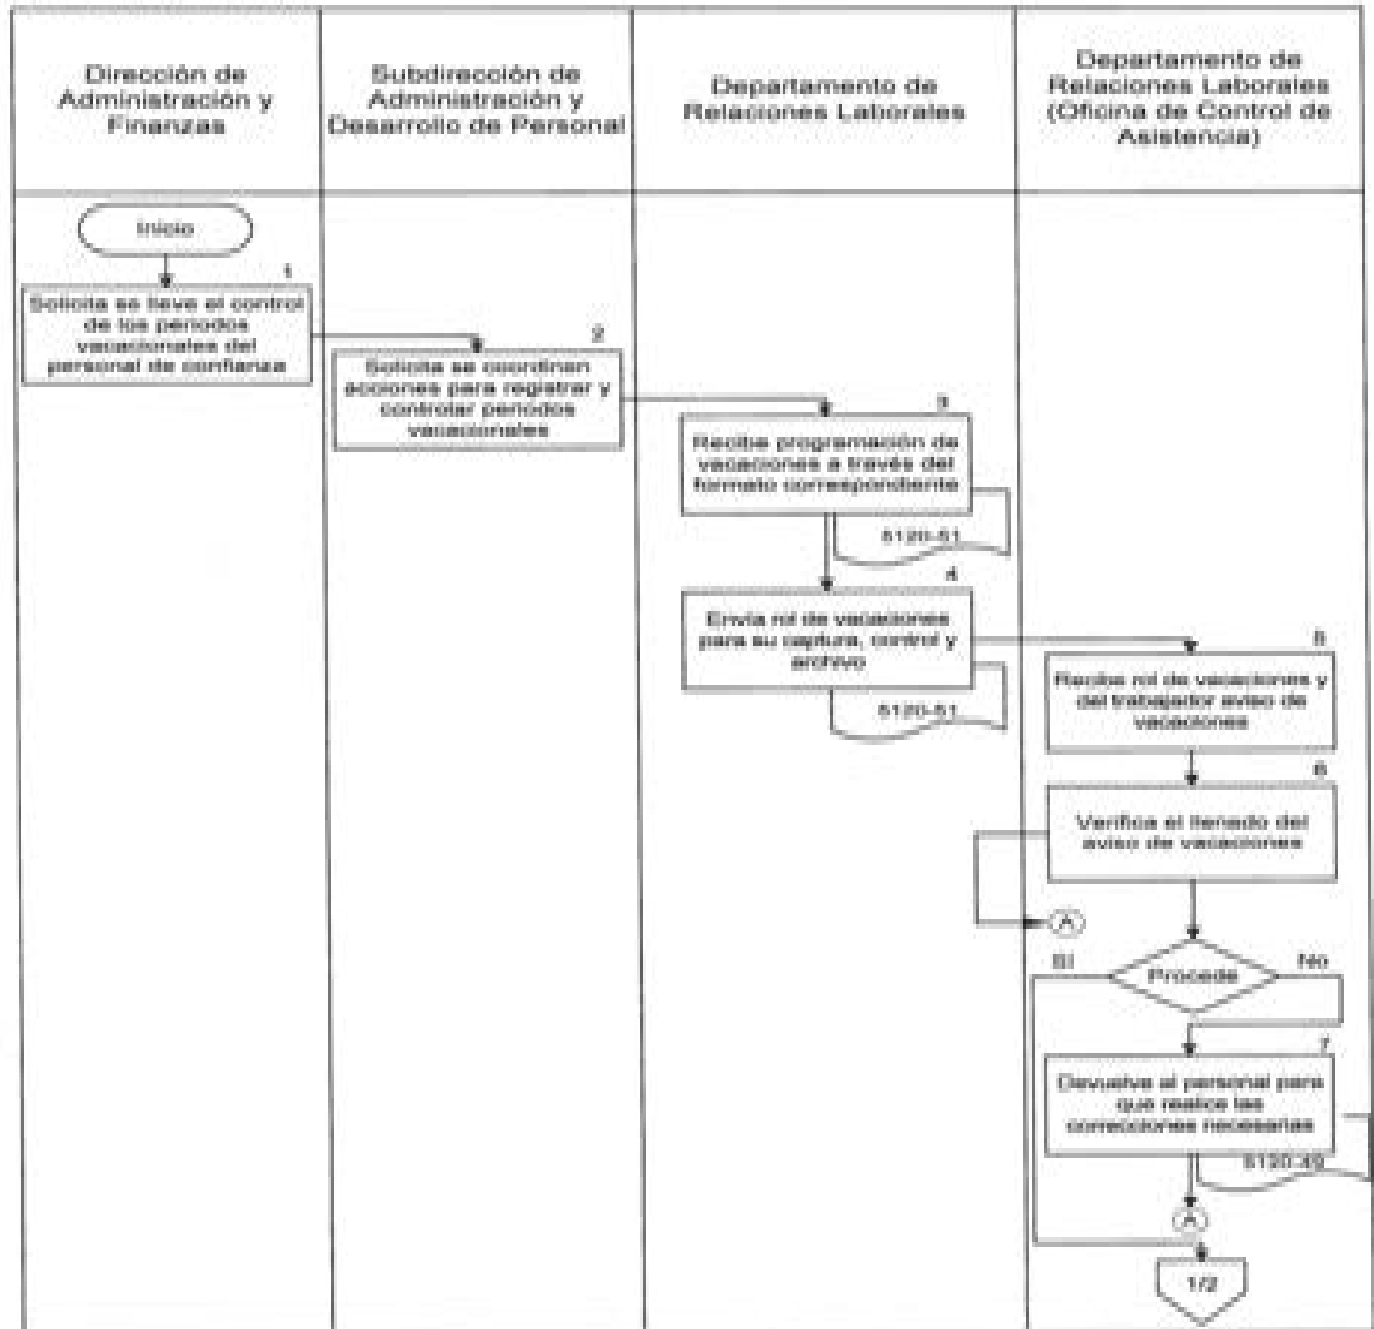 Dirección de
Administración y
Finanzas
Subdirección de
Administración y
Desarrollo de Personal
Departamento de
Relaciones Laborales
Departamento de
Relaciones Laborales
(Oficina de Control de
Asistencia)
Inicio
1
Solicita se lleve el control
de los periodos
vacacionales del
personal de confianza
2
Solicita se coordinen
acciones para registrar y
controlar periodos
vacacionales
3
Recibe programación de
vacaciones a través del
formato correspondiente
5120-51
4
Envía rol de vacaciones
para su captura, control y
archivo
5120-51
5
Recibe rol de vacaciones y
del trabajador aviso de
vacaciones
6
Verifica el llenado del
aviso de vacaciones
A
Procede
SI
No
7
Devuelve al personal para
que realice las
correcciones necesarias
5120-49
A
1/2